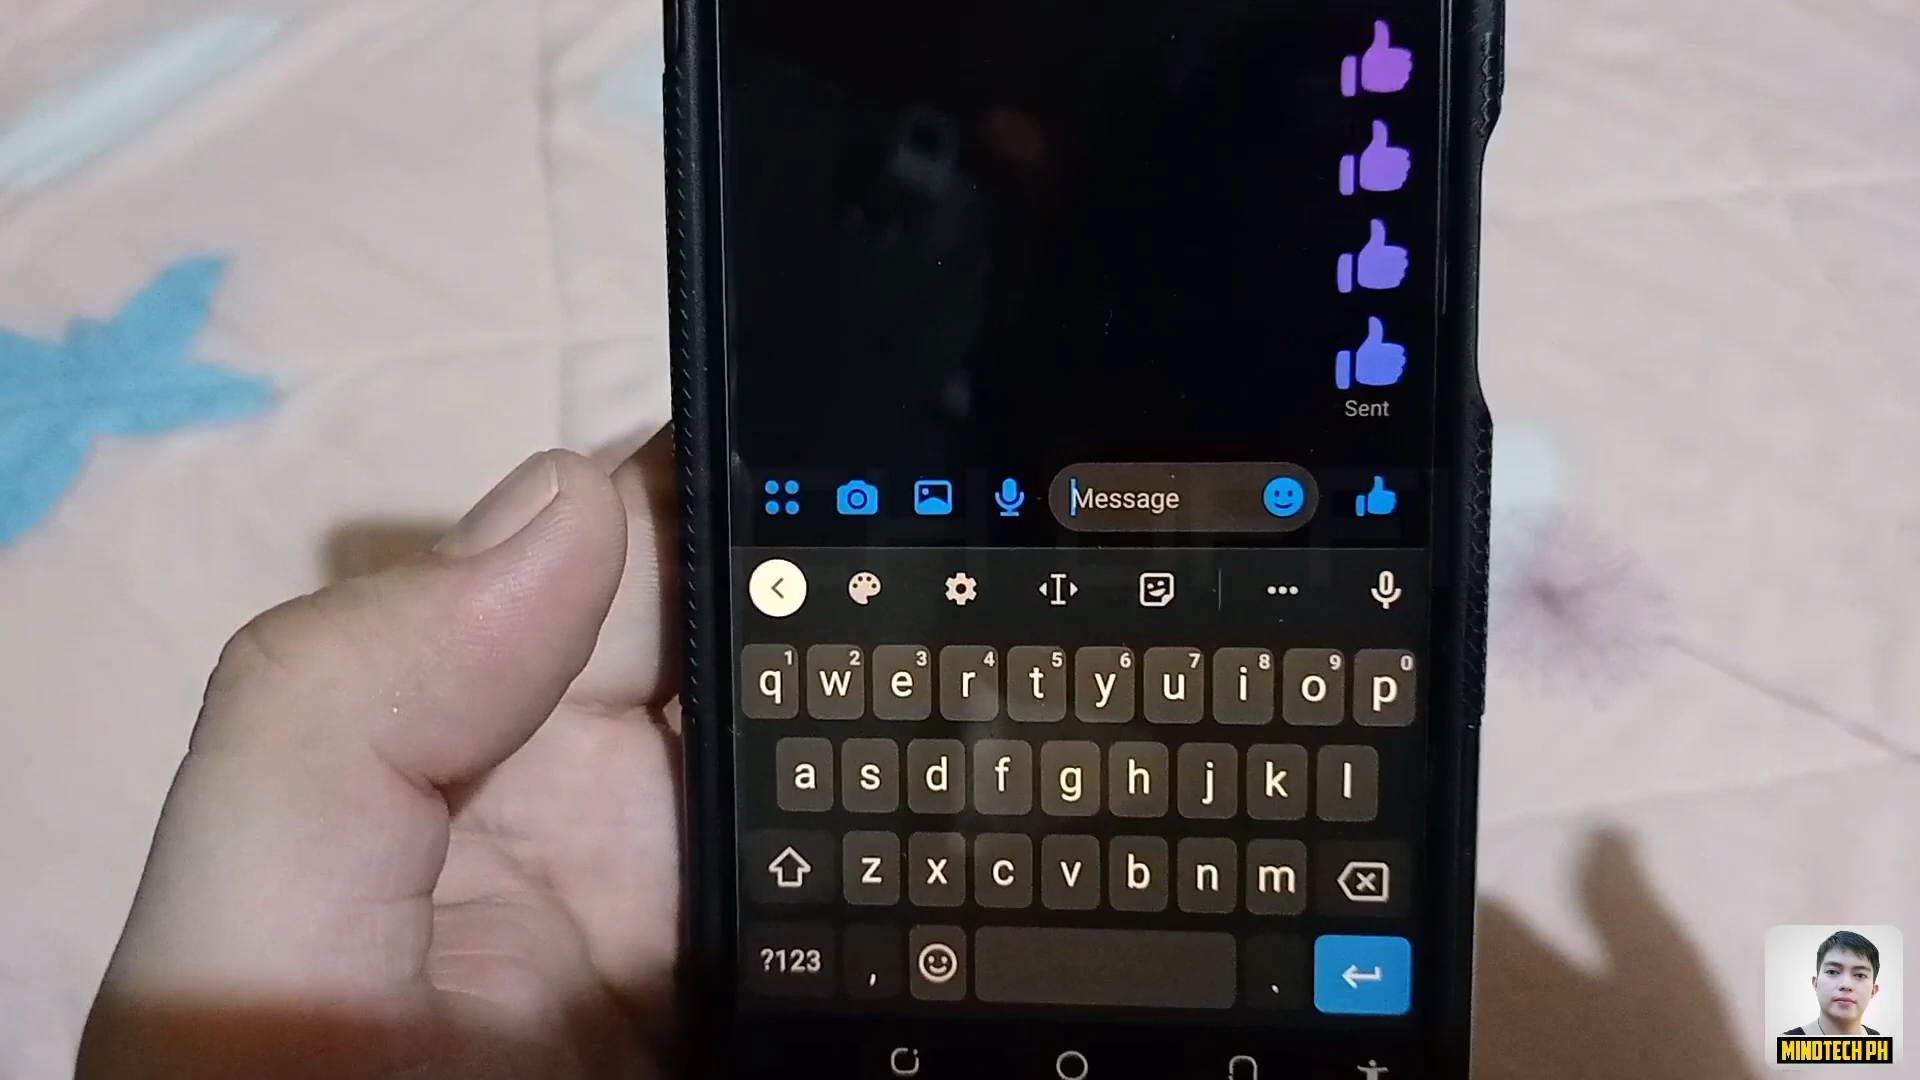 Sent
Message
q1 w2 e3 r4 t5 y6 u7 i8 o9 p0
a s d f g h j k l
z x c v b n m
?123 , .
MINDTECH PH